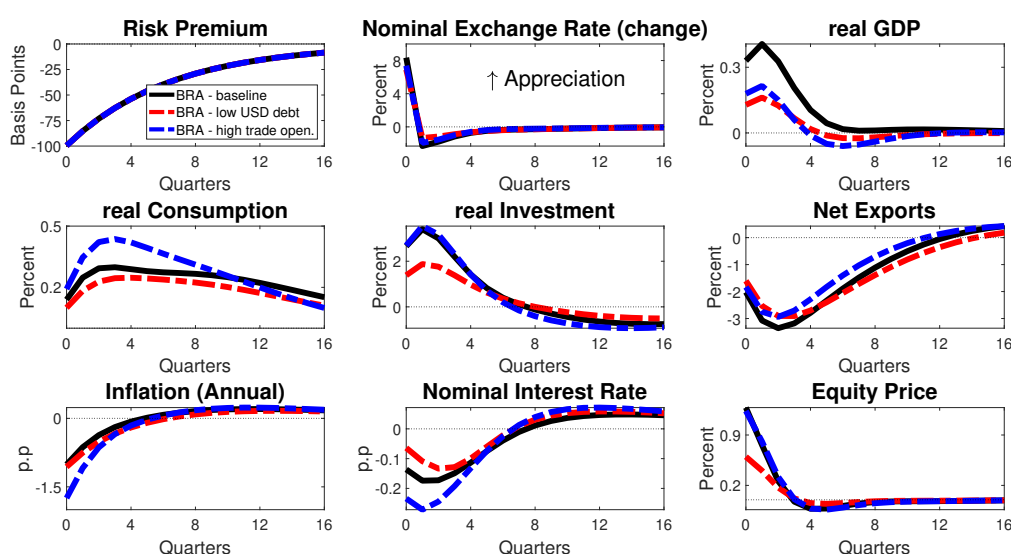 Risk Premium
Basis Points
0
-25
-50
-75
-100
BRA - baseline
BRA - low USD debt
BRA - high trade open.
0 4 8 12 16
Quarters
Nominal Exchange Rate (change)
Percent
8
4
0
↑ Appreciation
0 4 8 12 16
Quarters
real GDP
Percent
0.3
0
0 4 8 12 16
Quarters
real Consumption
Percent
0.5
0.2
0 4 8 12 16
Quarters
real Investment
Percent
2
0
0 4 8 12 16
Quarters
Net Exports
Percent
0
-1
-2
-3
0 4 8 12 16
Quarters
Inflation (Annual)
p.p
0
-1.5
0 4 8 12 16
Quarters
Nominal Interest Rate
p.p
0
-0.1
-0.2
0 4 8 12 16
Quarters
Equity Price
Percent
0.9
0.2
0 4 8 12 16
Quarters